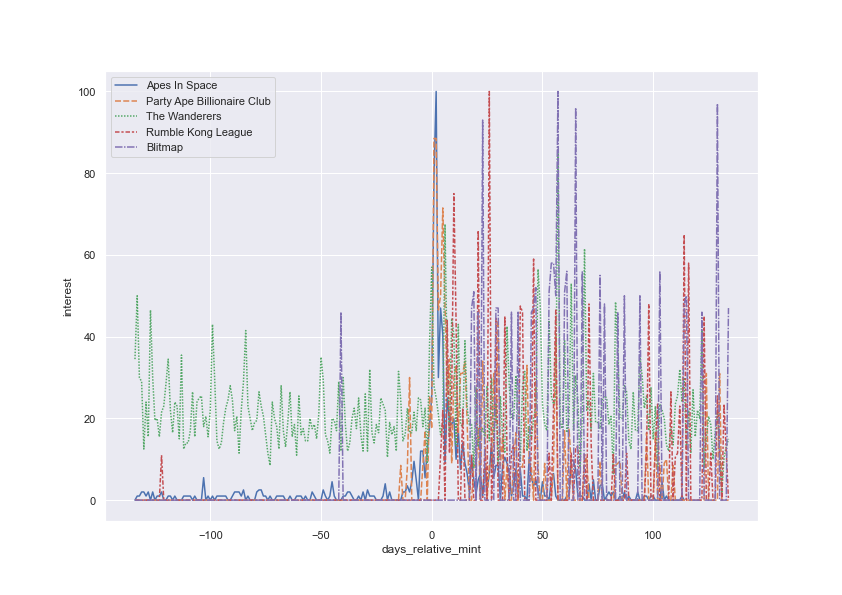 Apes In Space
Party Ape Billionaire Club
The Wanderers
Rumble Kong League
Blitmap
100
80
60
40
20
0
interest
−100
−50
0
50
100
days_relative_mint